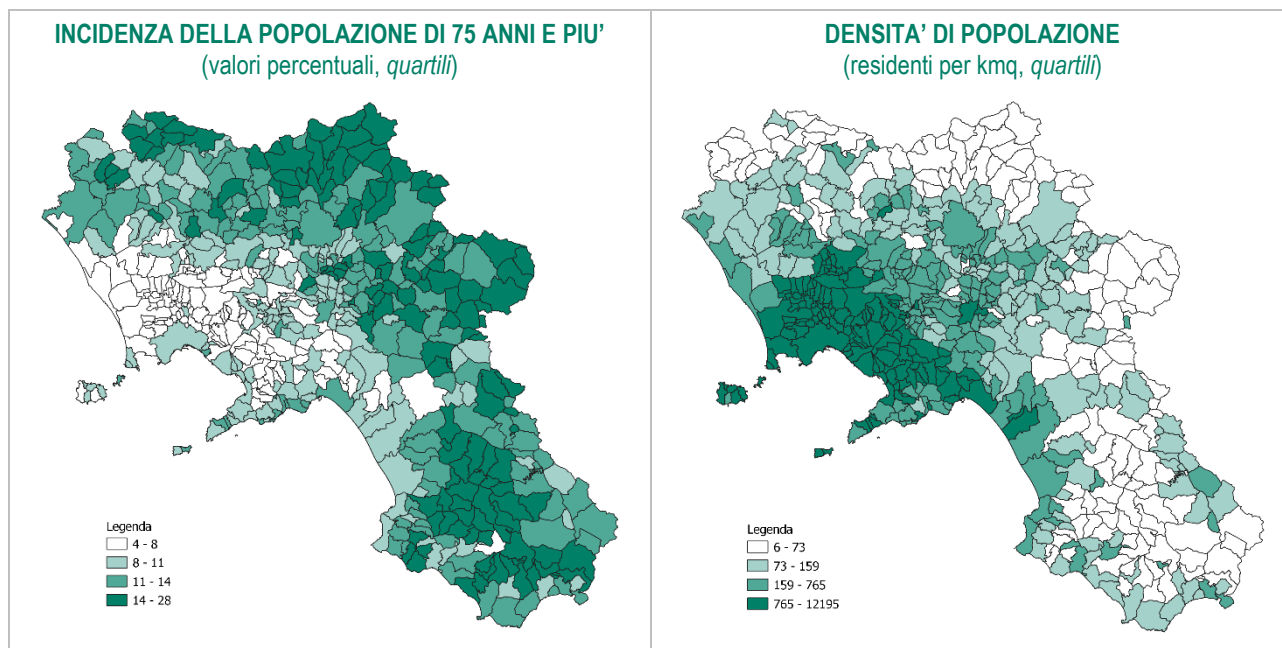 INCIDENZA DELLA POPOLAZIONE DI 75 ANNI E PIU’
(valori percentuali, quartili)
Legenda
4 - 8
8 - 11
11 - 14
14 - 28
DENSITA’ DI POPOLAZIONE
(residenti per kmq, quartili)
Legenda
6 - 73
73 - 159
159 - 765
765 - 12195